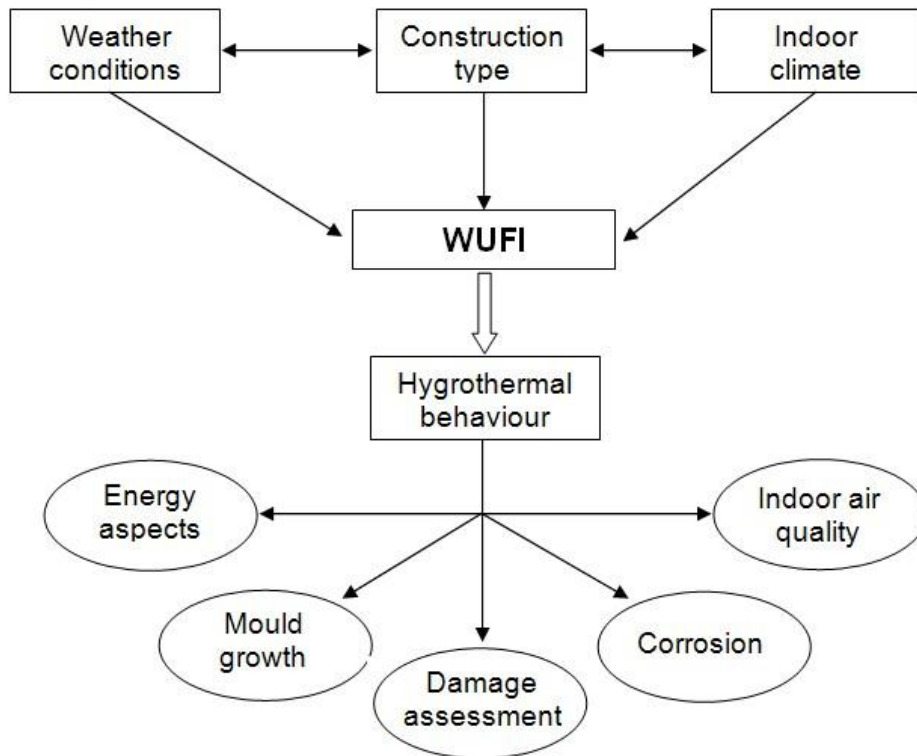 Weather
conditions
Construction
type
Indoor
climate
WUFI
Hygrothermal
behaviour
Energy
aspects
Indoor air
quality
Mould
growth
Corrosion
Damage
assessment